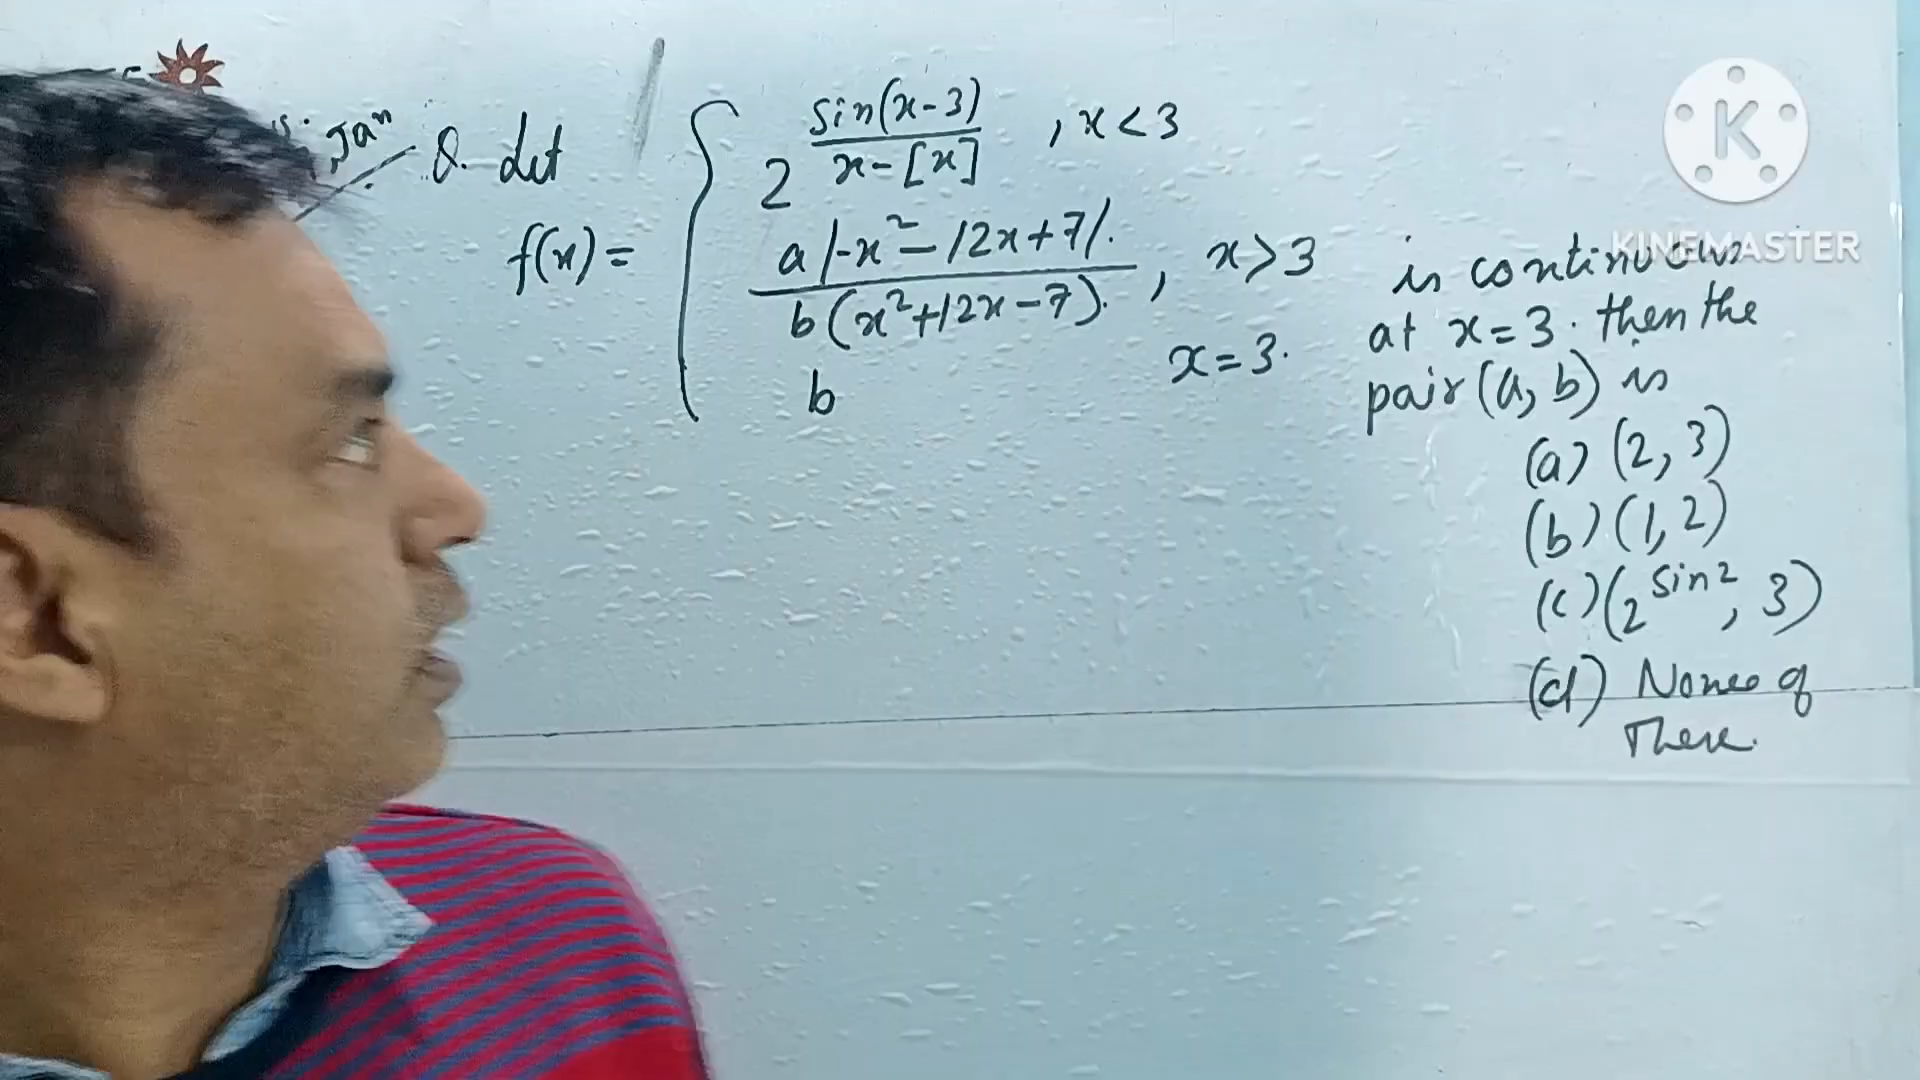 Jan
Q. Let
f(x) = { 2^(sin(x-3)/(x-[x])) , x < 3
a|-x²-12x+7| / b(x²+12x-7) , x > 3
b x = 3.
is continuous
at x = 3. then the
pair (a, b) is
(a) (2, 3)
(b) (1, 2)
(c) (2^sin2, 3)
(d) None of
These.
K
KINEMASTER